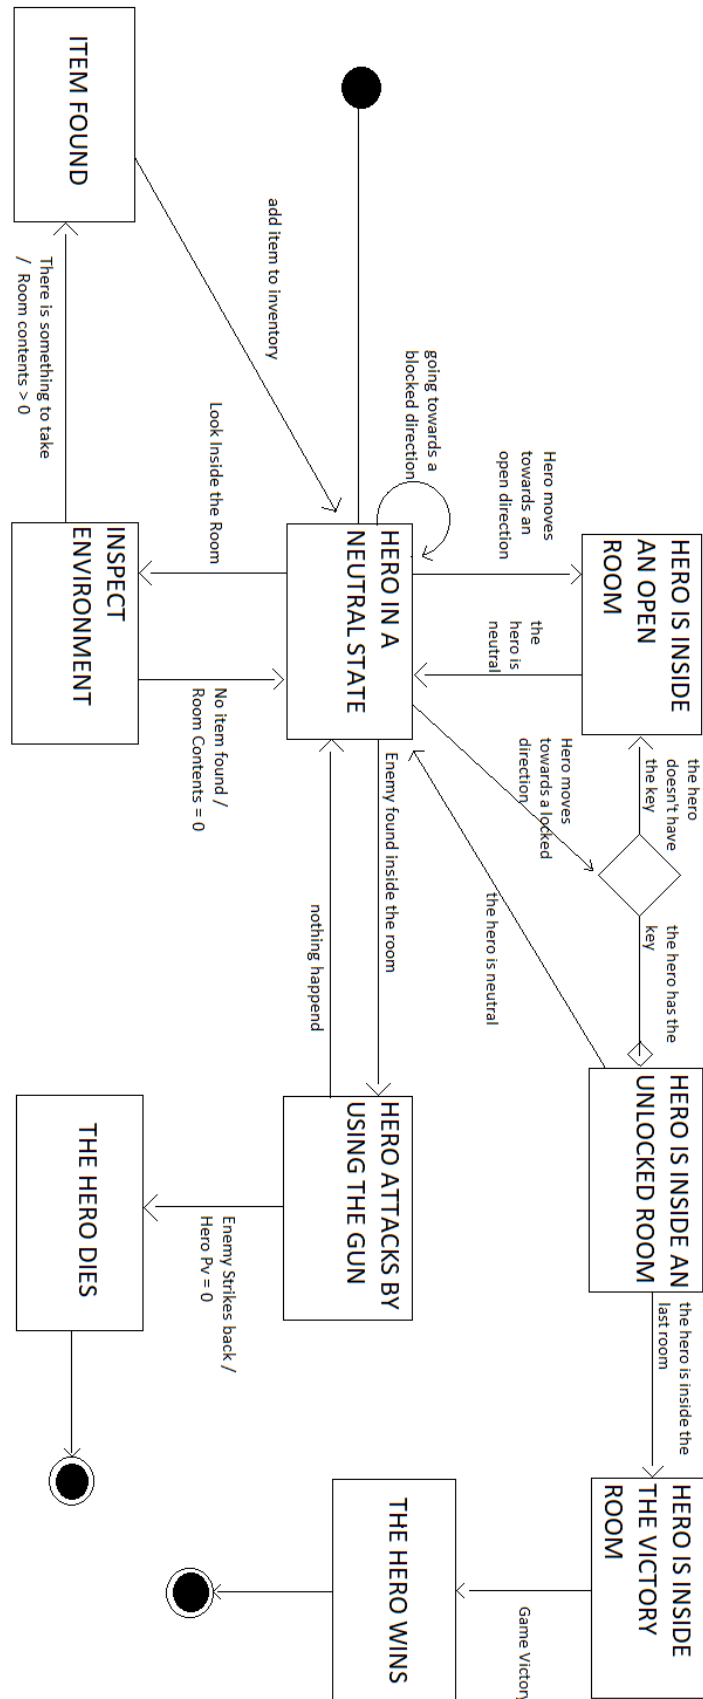 HERO IS INSIDE
AN OPEN
ROOM
the hero
doesn't have
the key
the hero has the
key
HERO IS INSIDE AN
UNLOCKED ROOM
the hero is inside the
last room
HERO IS INSIDE
THE VICTORY
ROOM
Hero moves
towards an
open direction
the
hero is
neutral
Hero moves
towards a locked
direction
the hero is neutral
Game Victory
going towards a
blocked direction
HERO IN A
NEUTRAL STATE
Enemy found inside the room
nothing happend
HERO ATTACKS BY
USING THE GUN
THE HERO WINS
add item to inventory
Look Inside the Room
No item found /
Room Contents = 0
Enemy Strikes back /
Hero Pv = 0
ITEM FOUND
There is something to take
/ Room contents > 0
INSPECT
ENVIRONMENT
THE HERO DIES